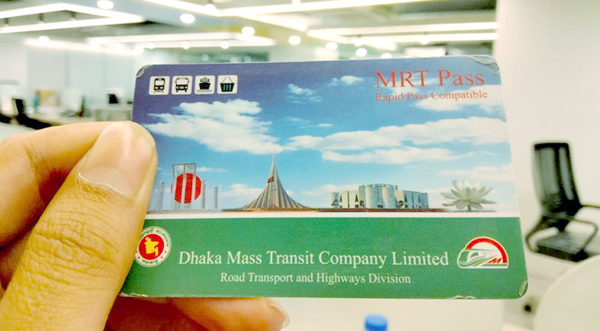 MRT Pass
Rapid Pass Compatible
Dhaka Mass Transit Company Limited
Road Transport and Highways Division